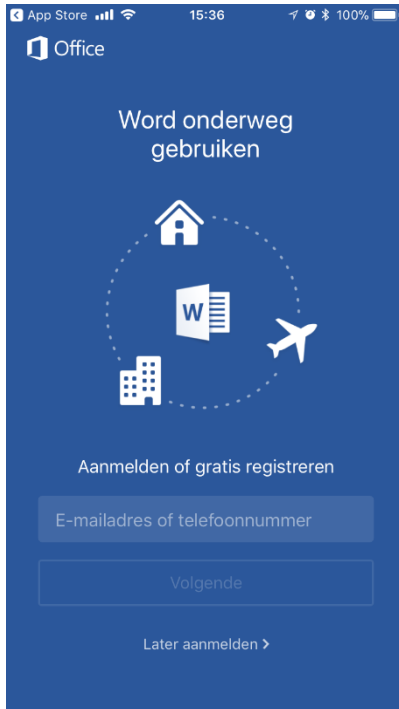 App Store 15:36 100%
Office
Word onderweg
gebruiken
W
Aanmelden of gratis registreren
E-mailadres of telefoonnummer
Volgende
Later aanmelden >